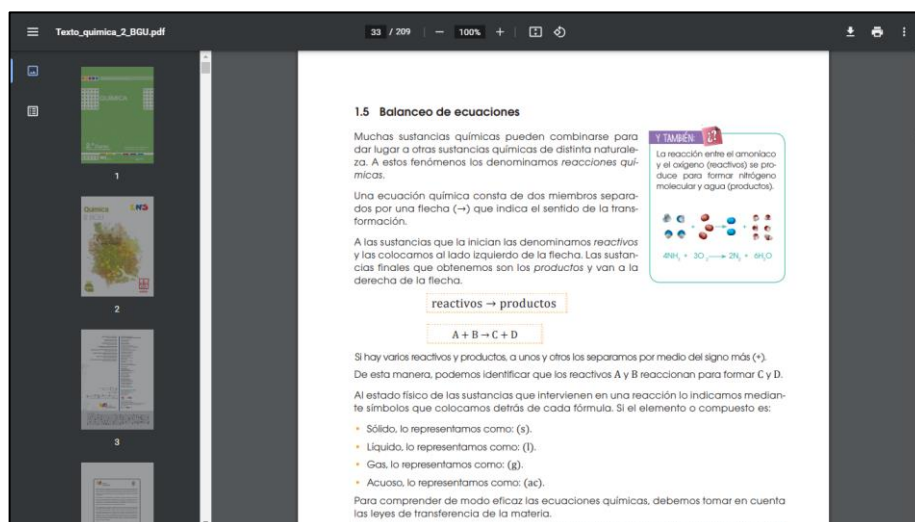 Texto_quimica_2_BGU.pdf
33 / 209
100%
QUÍMICA
1
Química
2 BGU
2
3
1.5 Balanceo de ecuaciones
Muchas sustancias químicas pueden combinarse para
dar lugar a otras sustancias químicas de distinta naturale-
za. A estos fenómenos los denominamos reacciones quí-
micas.
Una ecuación química consta de dos miembros separa-
dos por una flecha (→) que indica el sentido de la trans-
formación.
A las sustancias que la inician las denominamos reactivos
y las colocamos al lado izquierdo de la flecha. Las sustan-
cias finales que obtenemos son los productos y van a la
derecha de la flecha.
Y TAMBIÉN:
La reacción entre el amoníaco
y el oxígeno (reactivos) se pro-
duce para formar nitrógeno
molecular y agua (productos).
4NH₃ + 3O₂ → 2N₂ + 6H₂O
reactivos → productos
A + B → C + D
Si hay varios reactivos y productos, a unos y otros los separamos por medio del signo más (+).
De esta manera, podemos identificar que los reactivos A y B reaccionan para formar C y D.
Al estado físico de las sustancias que intervienen en una reacción lo indicamos median-
te símbolos que colocamos detrás de cada fórmula. Si el elemento o compuesto es:
• Sólido, lo representamos como: (s).
• Líquido, lo representamos como: (l).
• Gas, lo representamos como: (g).
• Acuoso, lo representamos como: (ac).
Para comprender de modo eficaz las ecuaciones químicas, debemos tomar en cuenta
las leyes de transferencia de la materia.